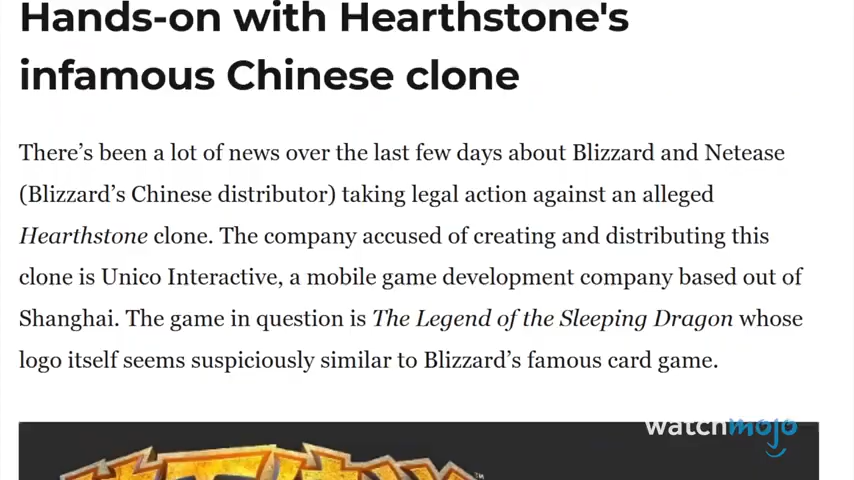 Hands-on with Hearthstone's
infamous Chinese clone
There’s been a lot of news over the last few days about Blizzard and Netease
(Blizzard’s Chinese distributor) taking legal action against an alleged
Hearthstone clone. The company accused of creating and distributing this
clone is Unico Interactive, a mobile game development company based out of
Shanghai. The game in question is The Legend of the Sleeping Dragon whose
logo itself seems suspiciously similar to Blizzard’s famous card game.
watchmojo